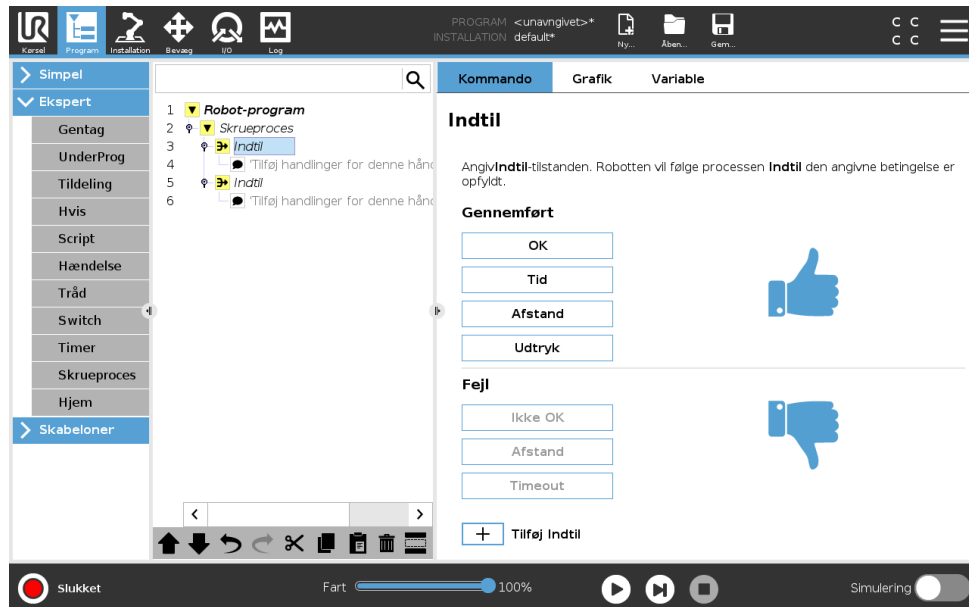 PROGRAM <unavngivet>*
INSTALLATION default*
Kørsel Program Installation Bevæg I/O Log Ny... Åben... Gem...
C C
C C
Simpel
Ekspert
Gentag
UnderProg
Tildeling
Hvis
Script
Hændelse
Tråd
Switch
Timer
Skrueproces
Hjem
Skabeloner
1 Robot-program
2 Skrueproces
3 Indtil
4 'Tilføj handlinger for denne hånd
5 Indtil
6 'Tilføj handlinger for denne hånd
Kommando Grafik Variable
Indtil
AngivIndtil-tilstanden. Robotten vil følge processen Indtil den angivne betingelse er
opfyldt.
Gennemført
OK
Tid
Afstand
Udtryk
Fejl
Ikke OK
Afstand
Timeout
+ Tilføj Indtil
Slukket Fart 100% Simulering